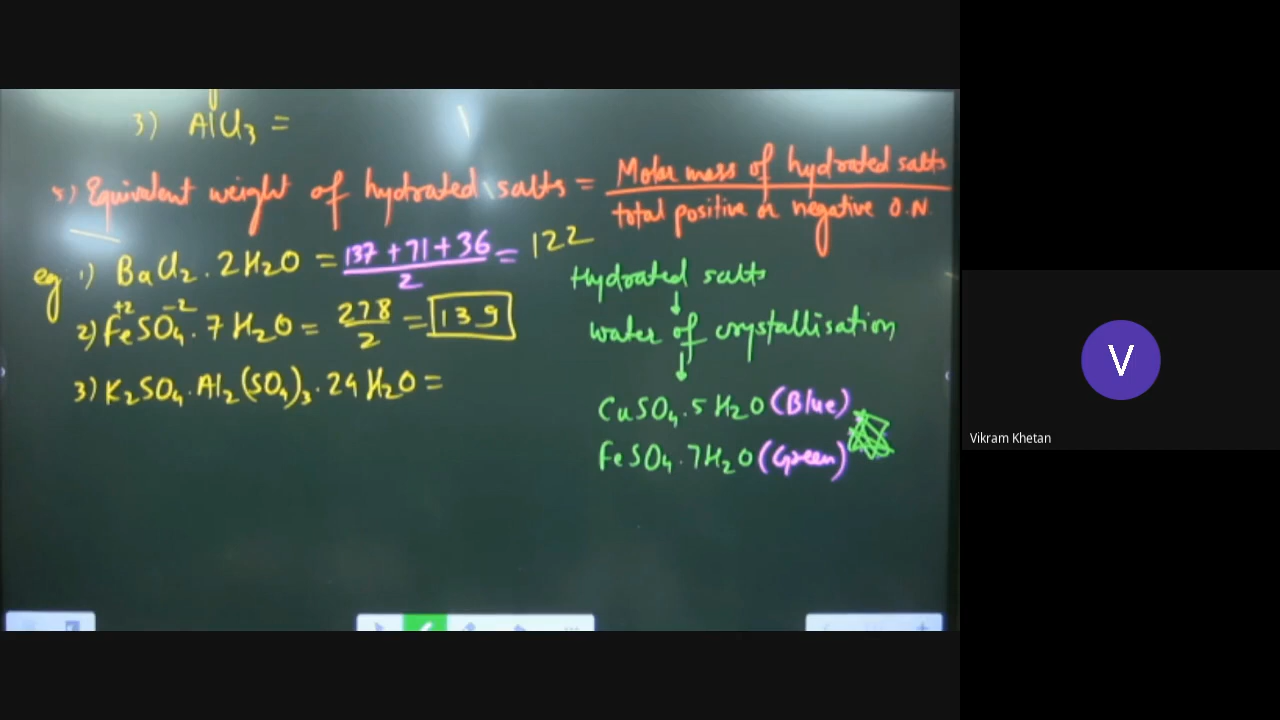 3) AlCl₃ =
5) Equivalent weight of hydrated salts = Molar mass of hydrated salts / total positive or negative O.N.
eg 1) BaCl₂ . 2H₂O = 137 + 71 + 36 / 2 = 122
+2 -2
2) FeSO₄ . 7H₂O = 278 / 2 = 139
3) K₂SO₄ . Al₂(SO₄)₃ . 24H₂O =
Hydrated salts
↓
water of crystallisation
↓
CuSO₄ . 5H₂O (Blue)
FeSO₄ . 7H₂O (Green)
V
Vikram Khetan